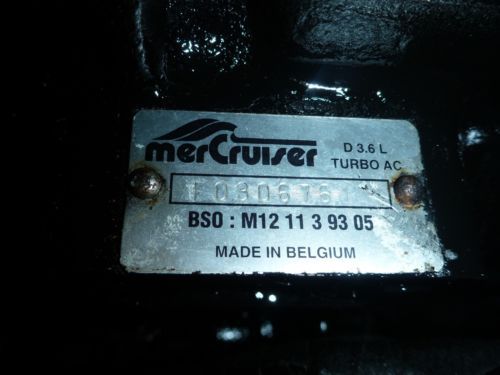 merCruiser
D 3.6 L
TURBO AC
BSO : M12 11 3 93 05
MADE IN BELGIUM